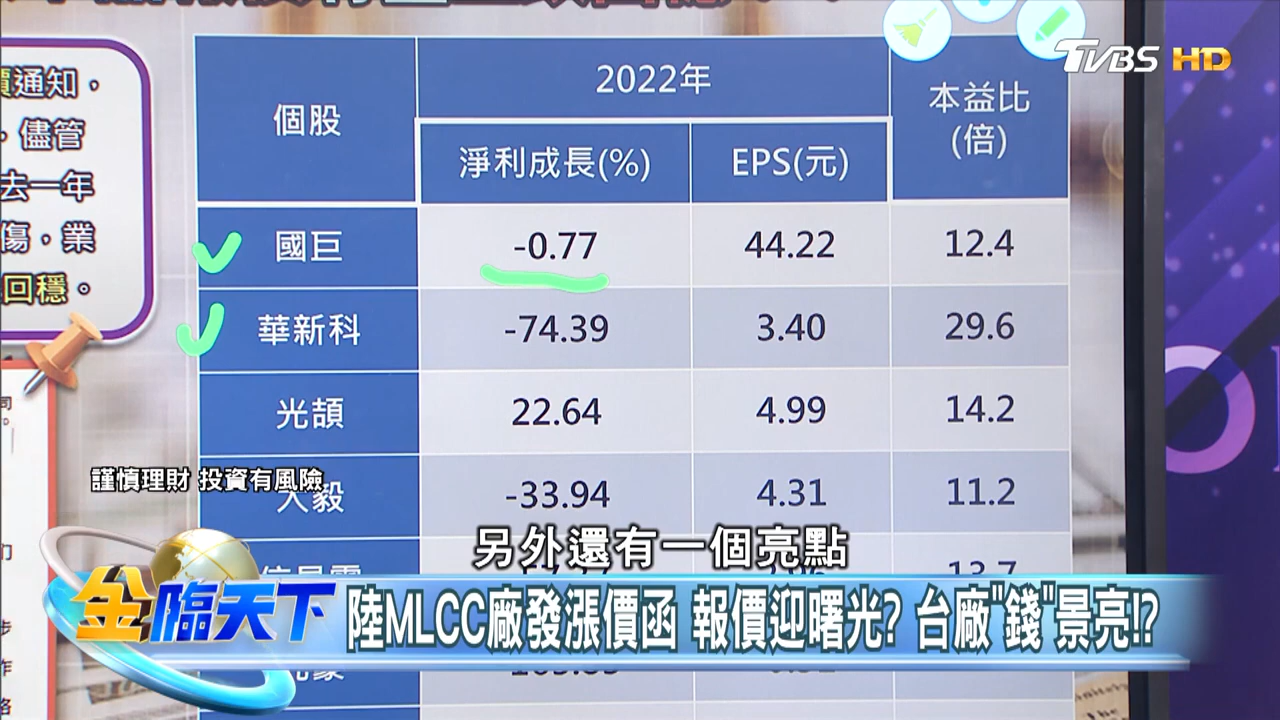 TVBS HD
價通知,
,儘管
去一年
傷,業
回穩。
個股
2022年
本益比
(倍)
淨利成長(%)
EPS(元)
國巨
-0.77
44.22
12.4
華新科
-74.39
3.40
29.6
光頡
22.64
4.99
14.2
大毅
-33.94
4.31
11.2
13.7
謹慎理財 投資有風險
另外還有一個亮點
金臨天下
陸MLCC廠發漲價函 報價迎曙光? 台廠"錢"景亮!?